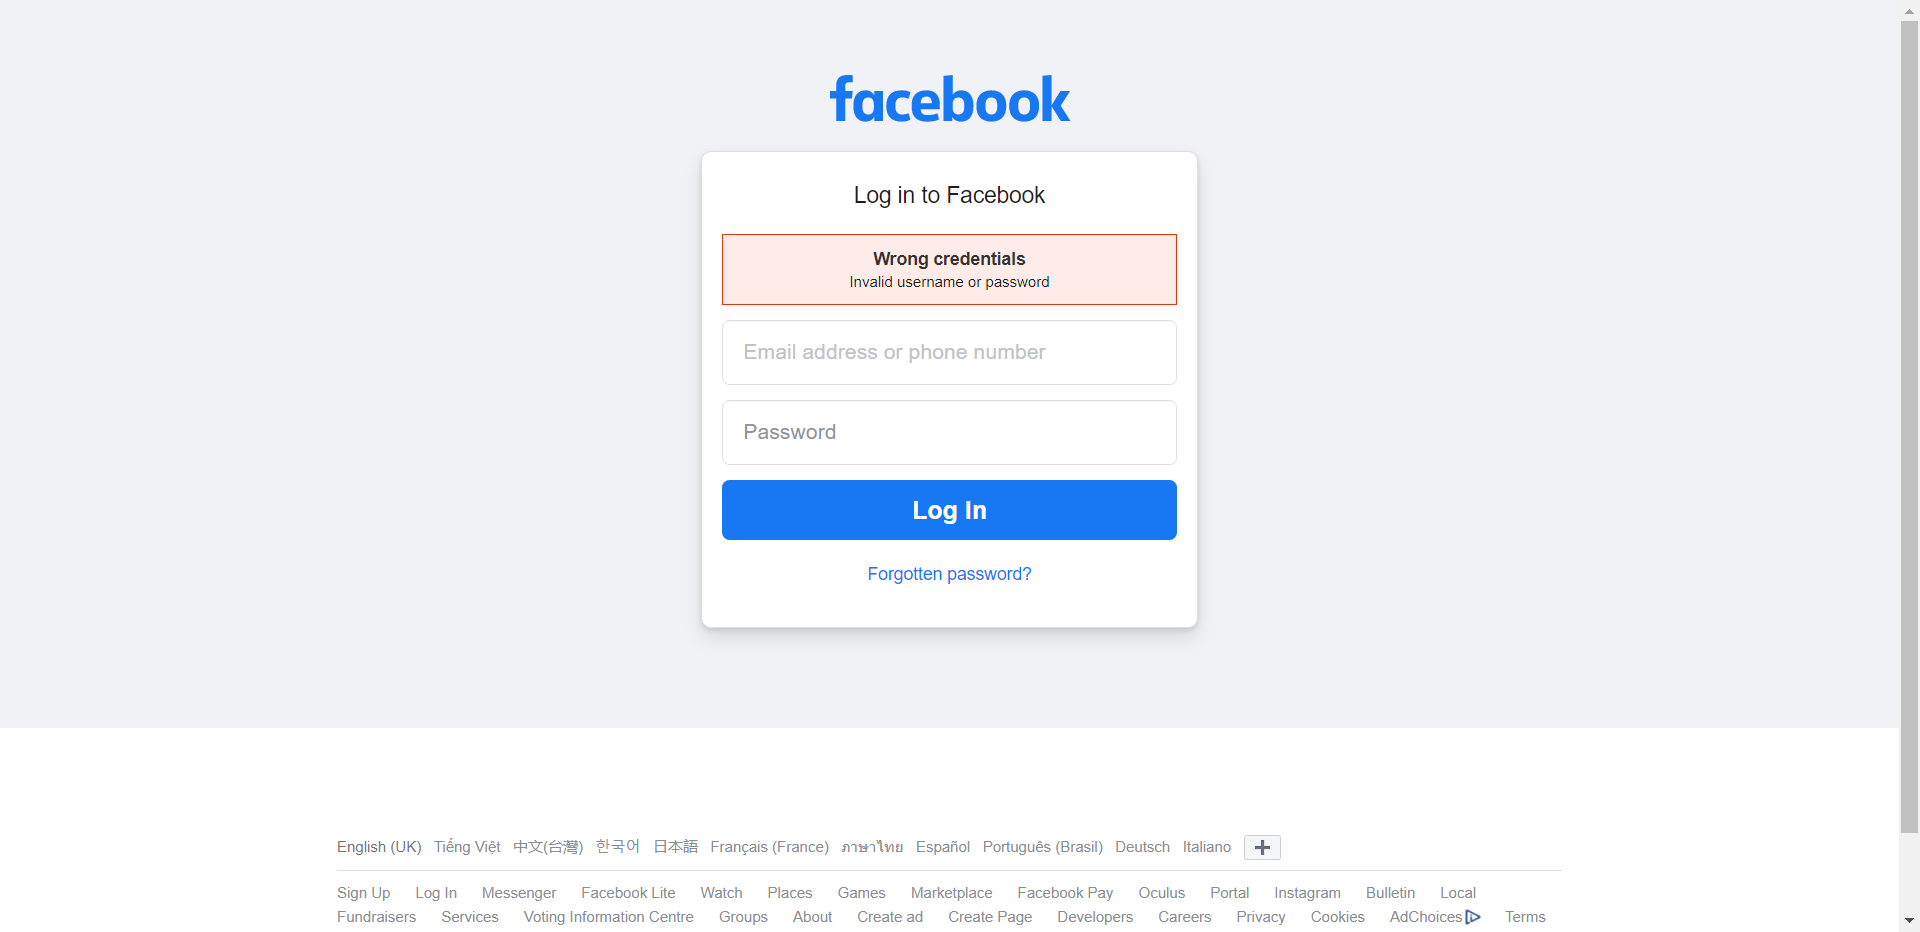 facebook
Log in to Facebook
Wrong credentials
Invalid username or password
Email address or phone number
Password
Log In
Forgotten password?
English (UK) Tiếng Việt 中文(台灣) 한국어 日本語 Français (France) ภาษาไทย Español Português (Brasil) Deutsch Italiano
Sign Up Log In Messenger Facebook Lite Watch Places Games Marketplace Facebook Pay Oculus Portal Instagram Bulletin Local
Fundraisers Services Voting Information Centre Groups About Create ad Create Page Developers Careers Privacy Cookies AdChoices Terms